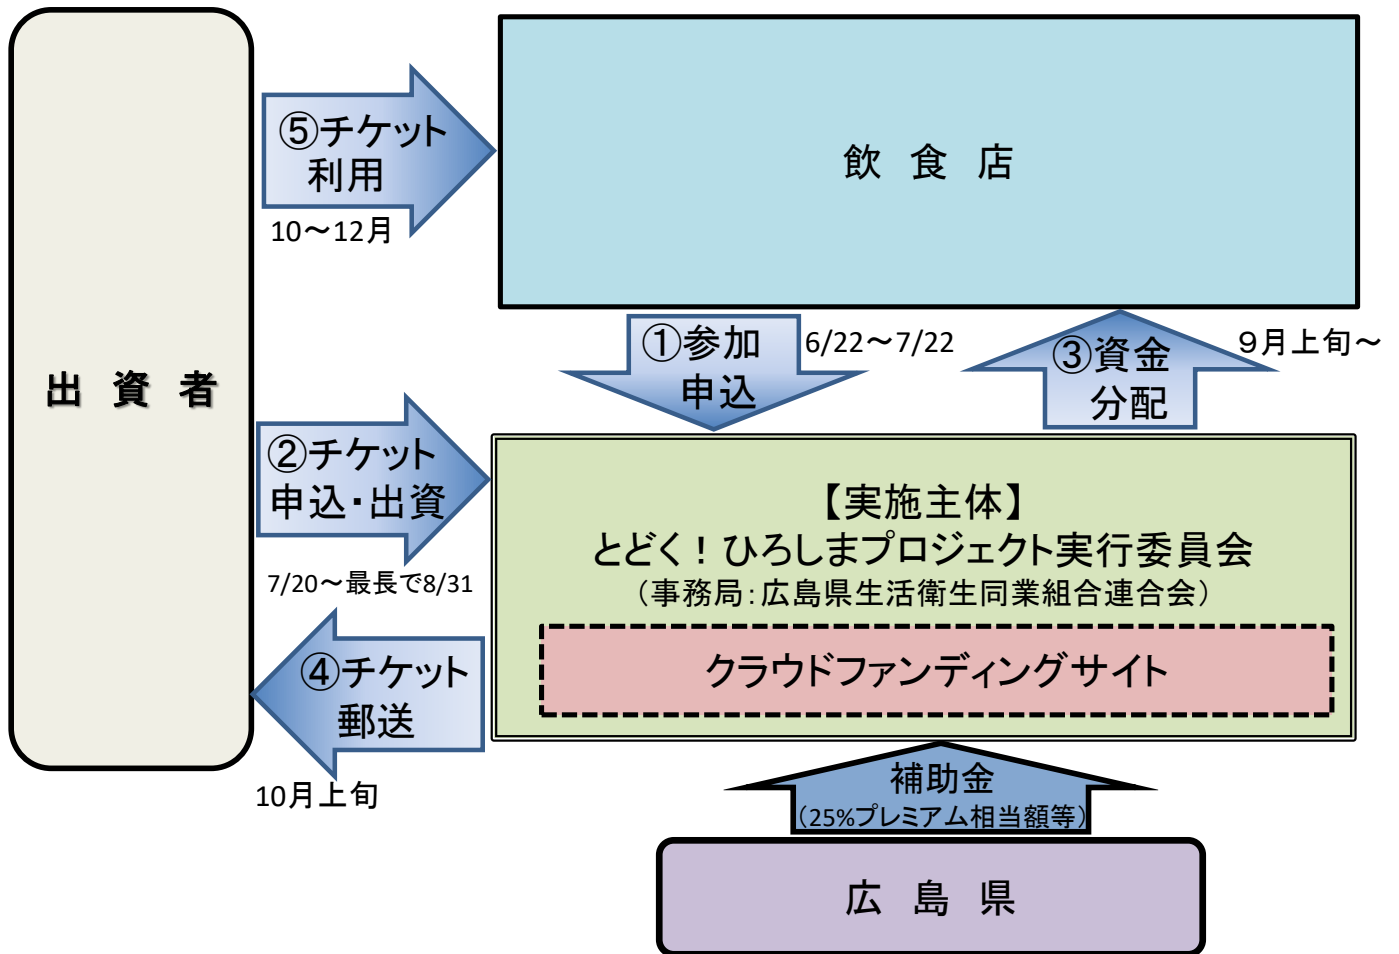 ⑤チケット
利用
10～12月
飲 食 店
①参加
申込
6/22～7/22
③資金
分配
９月上旬～
出 資 者
②チケット
申込・出資
7/20～最長で8/31
【実施主体】
とどく！ひろしまプロジェクト実行委員会
（事務局：広島県生活衛生同業組合連合会）
クラウドファンディングサイト
④チケット
郵送
10月上旬
補助金
（25%プレミアム相当額等）
広 島 県